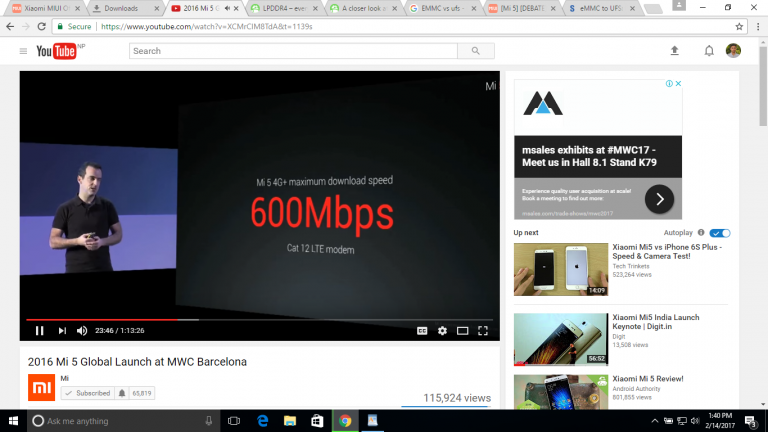 Xiaomi MIUI O
Downloads
2016 Mi 5 G
LPDDR4 – eve
A closer look a
EMMC vs ufs -
[Mi 5] [DEBATE
eMMC to UFS
Secure
https://www.youtube.com/watch?v=XCMrCIM8TdA&t=1139s
YouTube NP
Search
Mi
Mi 5 4G+ maximum download speed
600Mbps
Cat 12 LTE modem
23:46 / 1:13:26
CC
2016 Mi 5 Global Launch at MWC Barcelona
mi
Mi
Subscribed
65,819
115,924 views
msales exhibits at #MWC17 -
Meet us in Hall 8.1 Stand K79
Experience quality user acquisition at scale!
Book a meeting to find out more:
Up next
Autoplay
14:09
Xiaomi Mi5 vs iPhone 6S Plus -
Speed & Camera Test!
Tech Trinkets
523,264 views
56:52
Xiaomi Mi5 India Launch
Keynote | Digit.in
Digit
13,508 views
Xiaomi Mi 5 Review!
Android Authority
801,855 views
Ask me anything
1:40 PM
2/14/2017
3